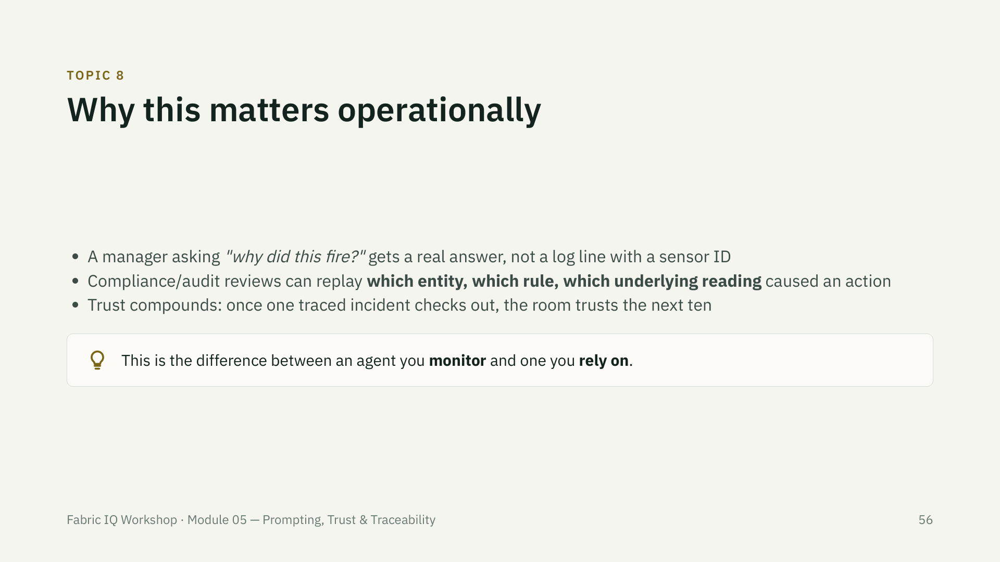 TOPIC 8
Why this matters operationally
• A manager asking "why did this fire?" gets a real answer, not a log line with a sensor ID
• Compliance/audit reviews can replay which entity, which rule, which underlying reading caused an action
• Trust compounds: once one traced incident checks out, the room trusts the next ten
This is the difference between an agent you monitor and one you rely on.
Fabric IQ Workshop · Module 05 — Prompting, Trust & Traceability
56